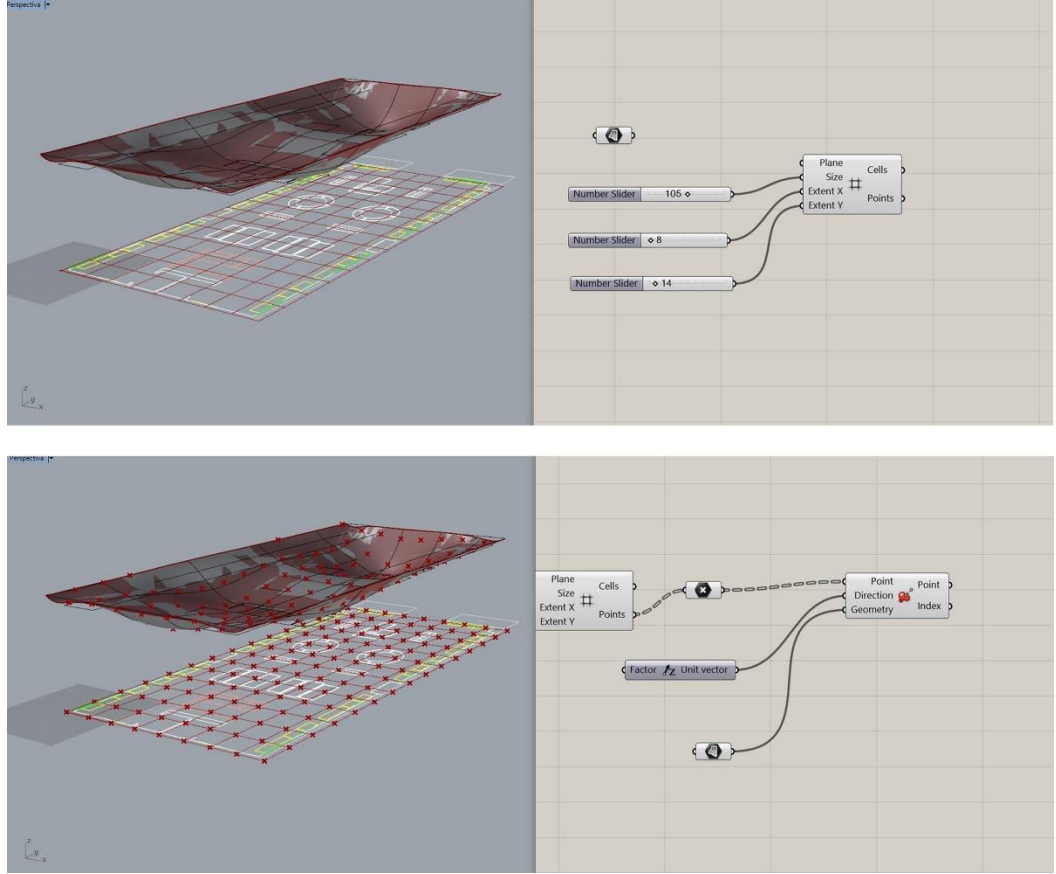 Perspectiva
Plane
Size
Extent X
Extent Y
Cells
Points
Number Slider 105
Number Slider 8
Number Slider 14
z
y
x
Perspectiva
Plane
Size
Extent X
Extent Y
Cells
Points
Point
Direction
Geometry
Point
Index
Factor Z Unit vector
z
y
x